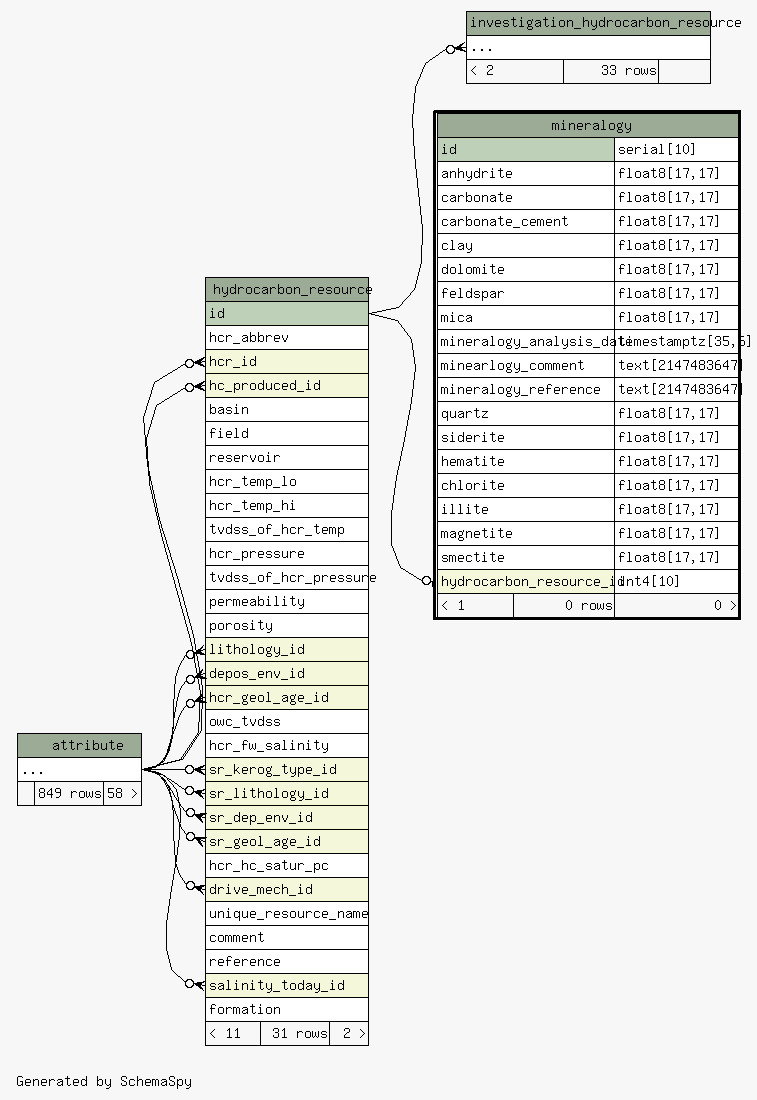 investigation_hydrocarbon_resource
...
< 2 33 rows
mineralogy
id serial[10]
anhydrite float8[17,17]
carbonate float8[17,17]
carbonate_cement float8[17,17]
clay float8[17,17]
dolomite float8[17,17]
feldspar float8[17,17]
mica float8[17,17]
mineralogy_analysis_date timestamptz[35,6]
minearlogy_comment text[2147483647]
mineralogy_reference text[2147483647]
quartz float8[17,17]
siderite float8[17,17]
hematite float8[17,17]
chlorite float8[17,17]
illite float8[17,17]
magnetite float8[17,17]
smectite float8[17,17]
hydrocarbon_resource_id int4[10]
< 1 0 rows 0 >
hydrocarbon_resource
id
hcr_abbrev
hcr_id
hc_produced_id
basin
field
reservoir
hcr_temp_lo
hcr_temp_hi
tvdss_of_hcr_temp
hcr_pressure
tvdss_of_hcr_pressure
permeability
porosity
lithology_id
depos_env_id
hcr_geol_age_id
owc_tvdss
hcr_fw_salinity
sr_kerog_type_id
sr_lithology_id
sr_dep_env_id
sr_geol_age_id
hcr_hc_satur_pc
drive_mech_id
unique_resource_name
comment
reference
salinity_today_id
formation
< 11 31 rows 2 >
attribute
...
849 rows 58 >
Generated by SchemaSpy